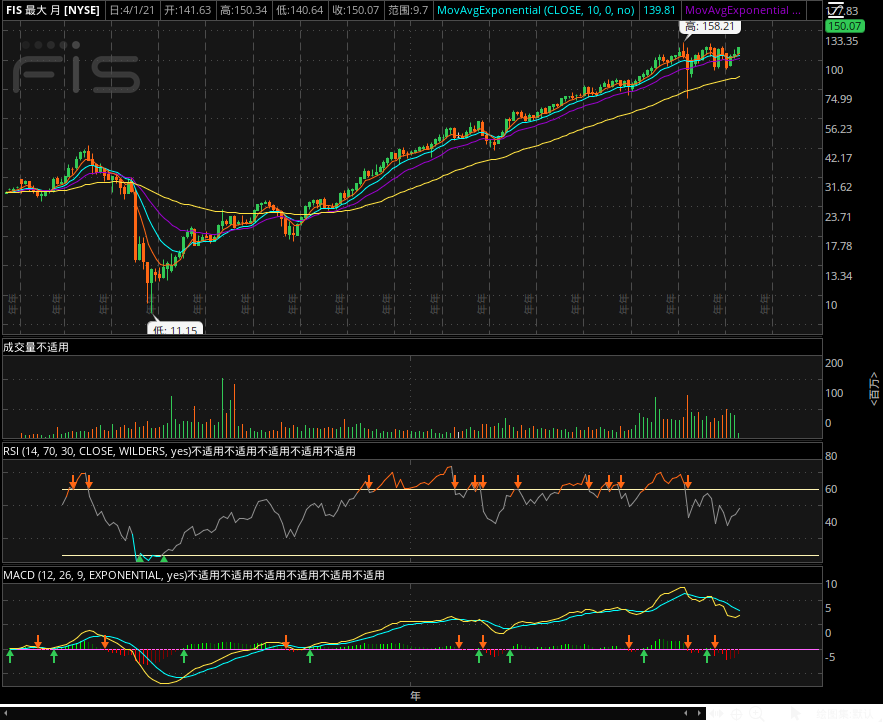 FIS 最大 月 [NYSE] 日:4/1/21 开:141.63 高:150.34 低:140.64 收:150.07 范围:9.7 MovAvgExponential (CLOSE, 10, 0, no) 139.81 MovAvgExponential ...
177.83
150.07
高: 158.21
133.35
FIS
100
74.99
56.23
42.17
31.62
23.71
17.78
13.34
10
低: 11.15
成交量不适用
200
100
0
<百万>
RSI (14, 70, 30, CLOSE, WILDERS, yes)不适用不适用不适用不适用不适用
80
60
40
MACD (12, 26, 9, EXPONENTIAL, yes)不适用不适用不适用不适用不适用不适用
10
5
0
-5
年